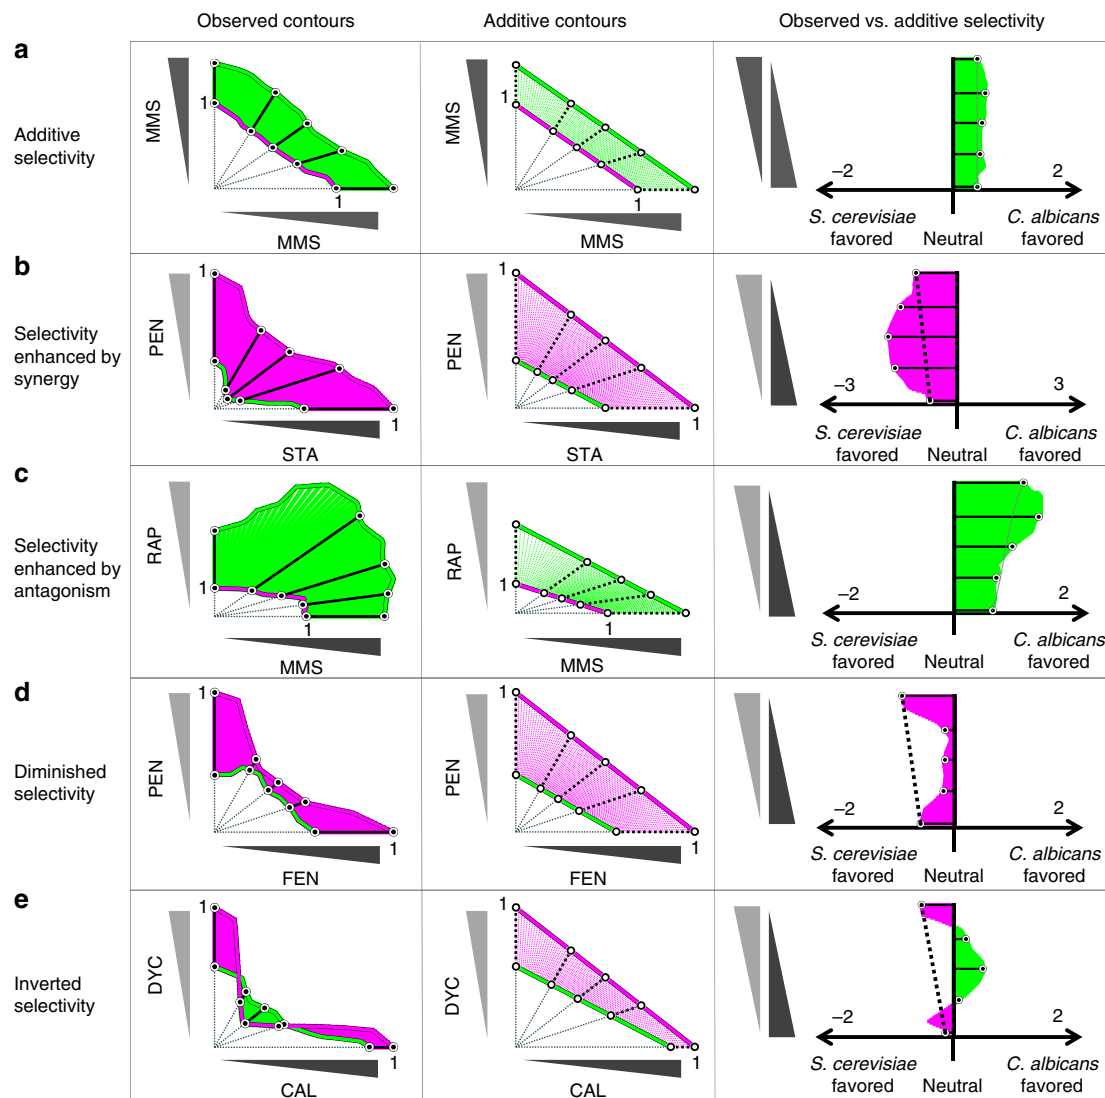 Observed contours
Additive contours
Observed vs. additive selectivity
a
Additive
selectivity
MMS
1
1
MMS
MMS
1
1
MMS
–2
2
S. cerevisiae
favored
Neutral
C. albicans
favored
b
Selectivity
enhanced by
synergy
PEN
1
1
STA
PEN
1
1
STA
–3
3
S. cerevisiae
favored
Neutral
C. albicans
favored
c
Selectivity
enhanced by
antagonism
RAP
1
1
MMS
RAP
1
1
MMS
–2
2
S. cerevisiae
favored
Neutral
C. albicans
favored
d
Diminished
selectivity
PEN
1
1
FEN
PEN
1
1
FEN
–2
2
S. cerevisiae
favored
Neutral
C. albicans
favored
e
Inverted
selectivity
DYC
1
1
CAL
DYC
1
1
CAL
–2
2
S. cerevisiae
favored
Neutral
C. albicans
favored